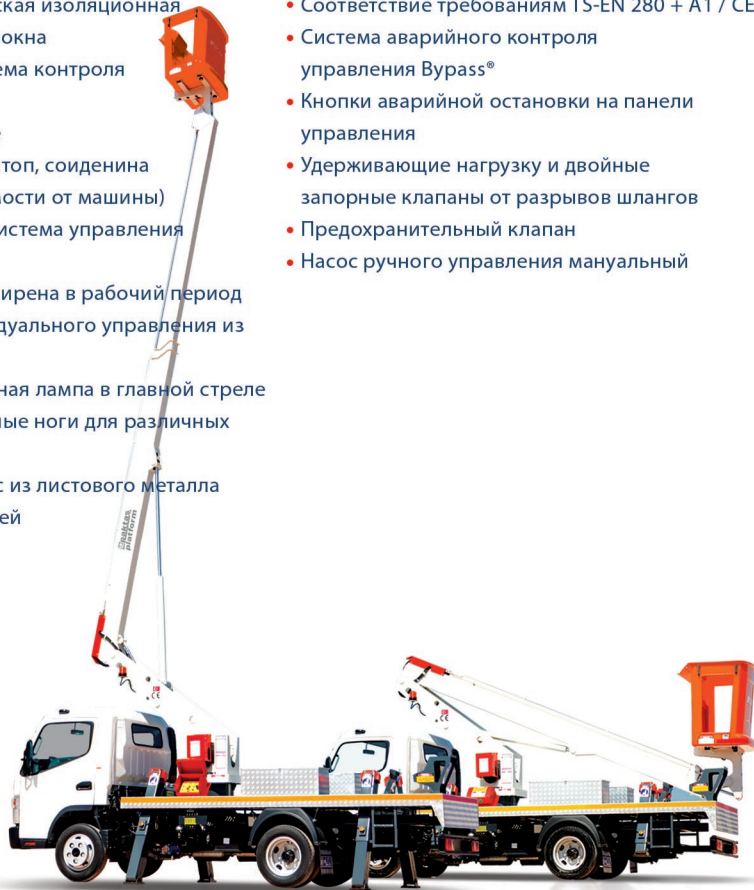 ская изоляционная
окна
ема контроля
топ, соиденина
мости от машины)
истема управления
ирена в рабочий период
дуального управления из
ная лампа в главной стреле
ные ноги для различных
с из листового металла
ей
• Соответствие требованиям TS-EN 280 + A1 / CE
• Система аварийного контроля
управления Bypass®
• Кнопки аварийной остановки на панели
управления
• Удерживающие нагрузку и двойные
запорные клапаны от разрывов шлангов
• Предохранительный клапан
• Насос ручного управления мануальный
platform